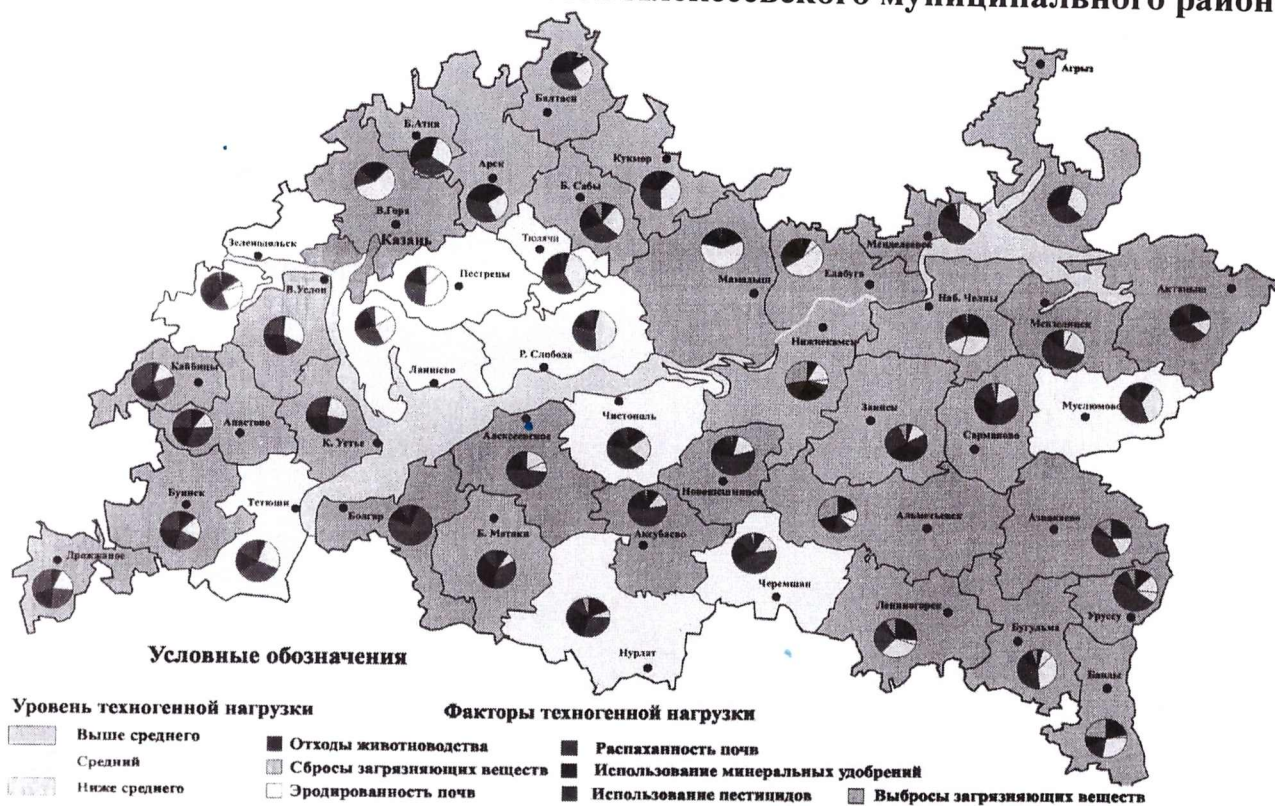 муниципального район
Агрыз
Балтаси
Б.Атня
Кукмор
Арск
Б. Сабы
В.Гора
Казань
Зеленодольск
Тюлячи
Менделеевск
Пестрецы
Мамадыш
Елабуга
В.Услон
Актаныш
Наб. Челны
Мензелинск
Нижнекамск
Р. Слобода
Лаишево
Кайбицы
Муслюмово
Чистополь
Заинск
Апастово
К. Устье
Алексеевское
Сарманово
Новошешминск
Буинск
Тетюши
Болгар
Б. Матаки
Аксубаево
Альметьевск
Азнакаево
Дрожжаное
Черемшан
Лениногорск
Уруссу
Бугульма
Нурлат
Бавлы
Условные обозначения
Уровень техногенной нагрузки
Выше среднего
Средний
Ниже среднего
Факторы техногенной нагрузки
Отходы животноводства
Сбросы загрязняющих веществ
Эродированность почв
Распаханность почв
Использование минеральных удобрений
Использование пестицидов
Выбросы загрязняющих веществ